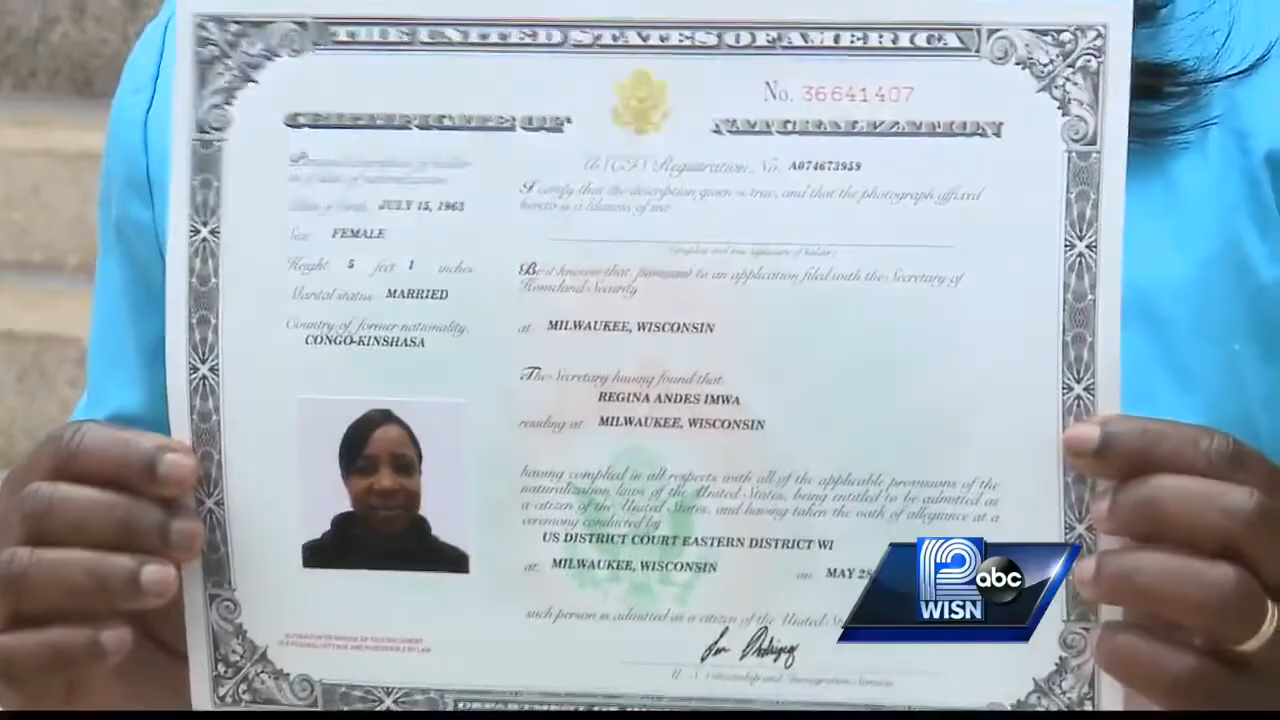 THE UNITED STATES OF AMERICA
No. 36641407
CERTIFICATE OF NATURALIZATION
Registration No. A074673959
I certify that the description given is true, and that the photograph affixed
hereto is a likeness of me
JULY 15, 1963
Sex FEMALE
Height 5 feet 1 inches
Marital status MARRIED
Country of former nationality
CONGO-KINSHASA
Be it known that, pursuant to an application filed with the Secretary of
Homeland Security
at MILWAUKEE, WISCONSIN
The Secretary having found that
REGINA ANDES IMWA
residing at MILWAUKEE, WISCONSIN
having complied in all respects with all of the applicable provisions of the
naturalization laws of the United States, being entitled to be admitted as
a citizen of the United States, and having taken the oath of allegiance at a
ceremony conducted by
US DISTRICT COURT EASTERN DISTRICT WI
at MILWAUKEE, WISCONSIN on MAY
such person is admitted as a citizen of the United
U. S. Citizenship and Immigration Services
DEPARTMENT OF
12 abc
WISN